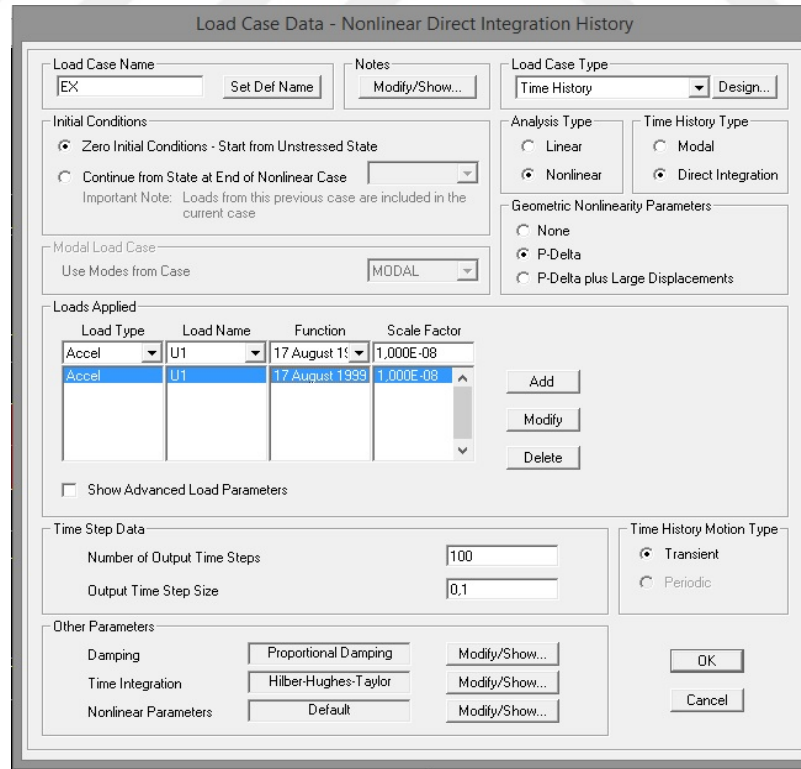 Load Case Data - Nonlinear Direct Integration History
Load Case Name
EX
Set Def Name
Notes
Modify/Show...
Load Case Type
Time History
Design...
Initial Conditions
Zero Initial Conditions - Start from Unstressed State
Continue from State at End of Nonlinear Case
Important Note: Loads from this previous case are included in the
current case
Analysis Type
Linear
Nonlinear
Time History Type
Modal
Direct Integration
Geometric Nonlinearity Parameters
None
P-Delta
P-Delta plus Large Displacements
Modal Load Case
Use Modes from Case
MODAL
Loads Applied
Load Type Load Name Function Scale Factor
Accel U1 17 August 19 1,000E-08
Accel U1 17 August 1999 1,000E-08
Add
Modify
Delete
Show Advanced Load Parameters
Time Step Data
Number of Output Time Steps 100
Output Time Step Size 0,1
Time History Motion Type
Transient
Periodic
Other Parameters
Damping Proportional Damping Modify/Show...
Time Integration Hilber-Hughes-Taylor Modify/Show...
Nonlinear Parameters Default Modify/Show...
OK
Cancel